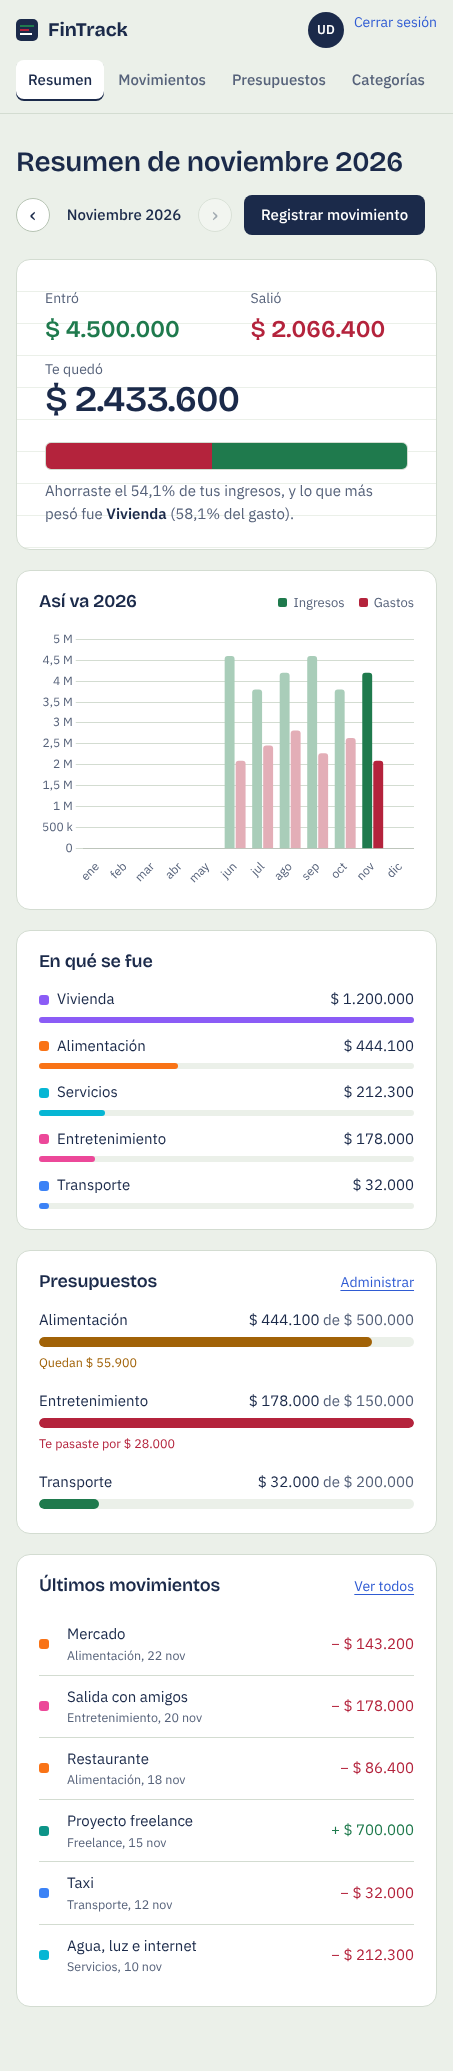 FinTrack
UD
Cerrar sesión
Resumen
Movimientos
Presupuestos
Categorías
Resumen de noviembre 2026
‹
Noviembre 2026
›
Registrar movimiento
Entró
Salió
$ 4.500.000
$ 2.066.400
Te quedó
$ 2.433.600
Ahorraste el 54,1% de tus ingresos, y lo que más
pesó fue Vivienda (58,1% del gasto).
Así va 2026
Ingresos
Gastos
5 M
4,5 M
4 M
3,5 M
3 M
2,5 M
2 M
1,5 M
1 M
500 k
0
ene
feb
mar
abr
may
jun
jul
ago
sep
oct
nov
dic
En qué se fue
Vivienda
$ 1.200.000
Alimentación
$ 444.100
Servicios
$ 212.300
Entretenimiento
$ 178.000
Transporte
$ 32.000
Presupuestos
Administrar
Alimentación
$ 444.100 de $ 500.000
Quedan $ 55.900
Entretenimiento
$ 178.000 de $ 150.000
Te pasaste por $ 28.000
Transporte
$ 32.000 de $ 200.000
Últimos movimientos
Ver todos
Mercado
Alimentación, 22 nov
− $ 143.200
Salida con amigos
Entretenimiento, 20 nov
− $ 178.000
Restaurante
Alimentación, 18 nov
− $ 86.400
Proyecto freelance
Freelance, 15 nov
+ $ 700.000
Taxi
Transporte, 12 nov
− $ 32.000
Agua, luz e internet
Servicios, 10 nov
− $ 212.300